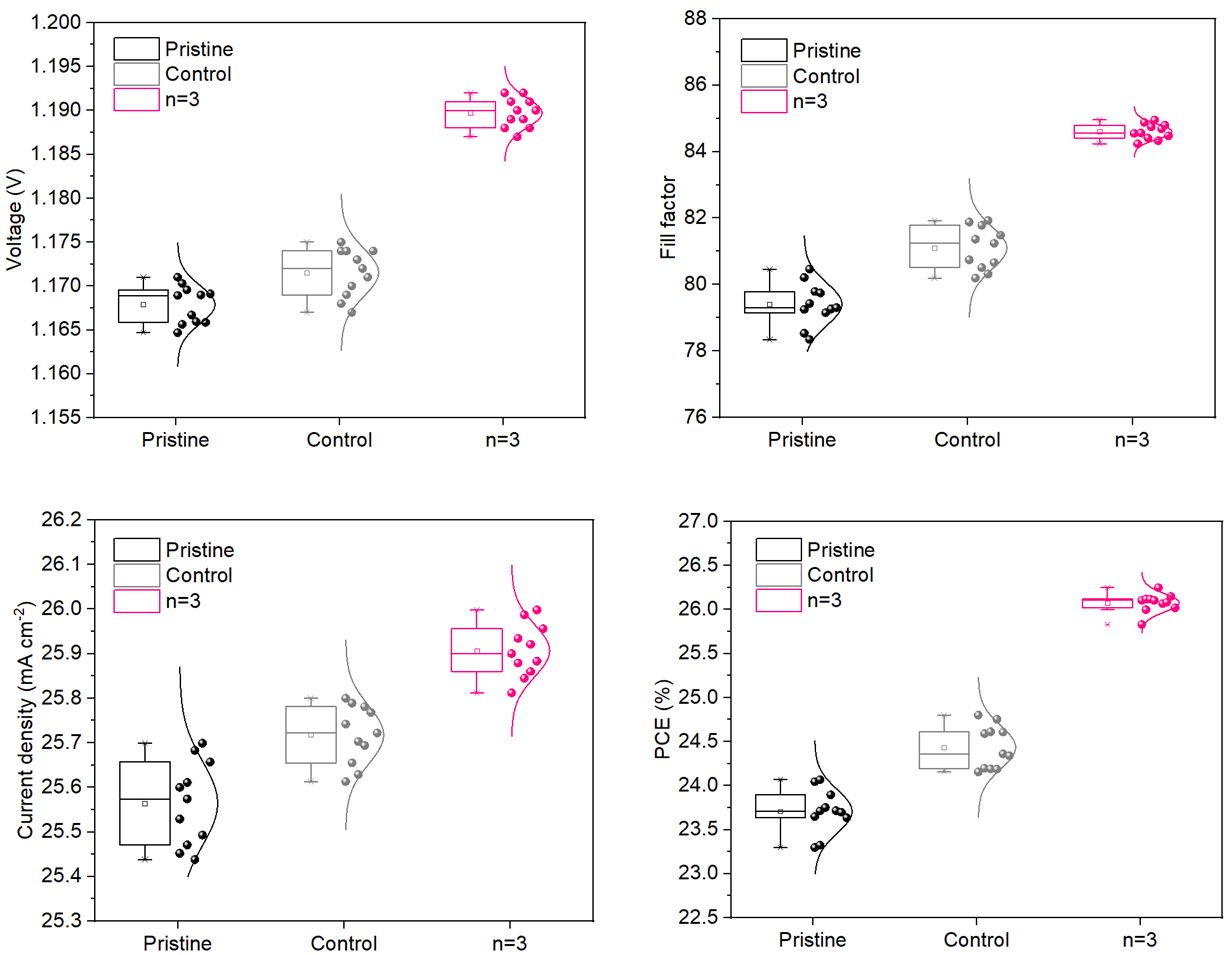 1.200
1.195
1.190
1.185
1.180
1.175
1.170
1.165
1.160
1.155
Voltage (V)
Pristine
Control
n=3
Pristine Control n=3
88
86
84
82
80
78
76
Fill factor
Pristine
Control
n=3
Pristine Control n=3
26.2
26.1
26.0
25.9
25.8
25.7
25.6
25.5
25.4
25.3
Current density (mA cm⁻²)
Pristine
Control
n=3
Pristine Control n=3
27.0
26.5
26.0
25.5
25.0
24.5
24.0
23.5
23.0
22.5
PCE (%)
Pristine
Control
n=3
Pristine Control n=3